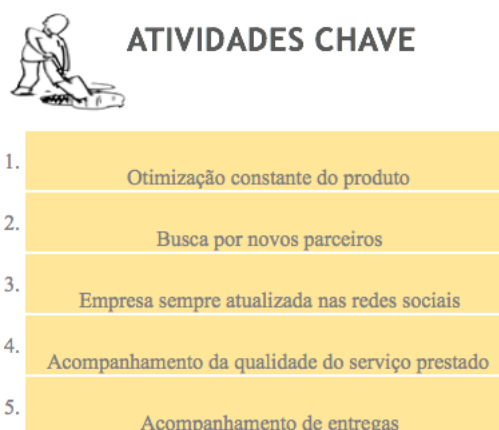 ATIVIDADES CHAVE
1.
Otimização constante do produto
2.
Busca por novos parceiros
3.
Empresa sempre atualizada nas redes sociais
4.
Acompanhamento da qualidade do serviço prestado
5.
Acompanhamento de entregas